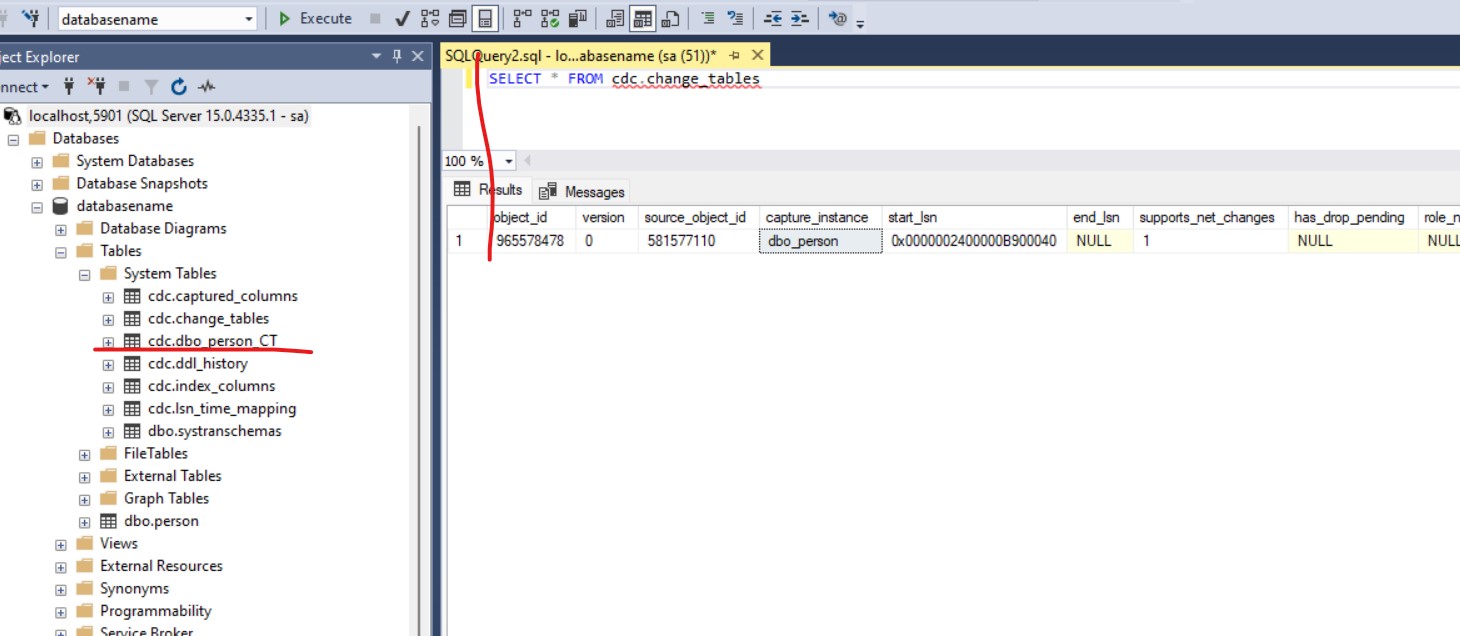 databasename
Execute
ject Explorer
nnect
localhost,5901 (SQL Server 15.0.4335.1 - sa)
Databases
System Databases
Database Snapshots
databasename
Database Diagrams
Tables
System Tables
cdc.captured_columns
cdc.change_tables
cdc.dbo_person_CT
cdc.ddl_history
cdc.index_columns
cdc.lsn_time_mapping
dbo.systranschemas
FileTables
External Tables
Graph Tables
dbo.person
Views
External Resources
Synonyms
Programmability
Service Broker
SQLQuery2.sql - lo...abasename (sa (51))*
SELECT * FROM cdc.change_tables
100 %
Results Messages
object_id version source_object_id capture_instance start_lsn end_lsn supports_net_changes has_drop_pending role_n
1 965578478 0 581577110 dbo_person 0x0000002400000B900040 NULL 1 NULL NULL